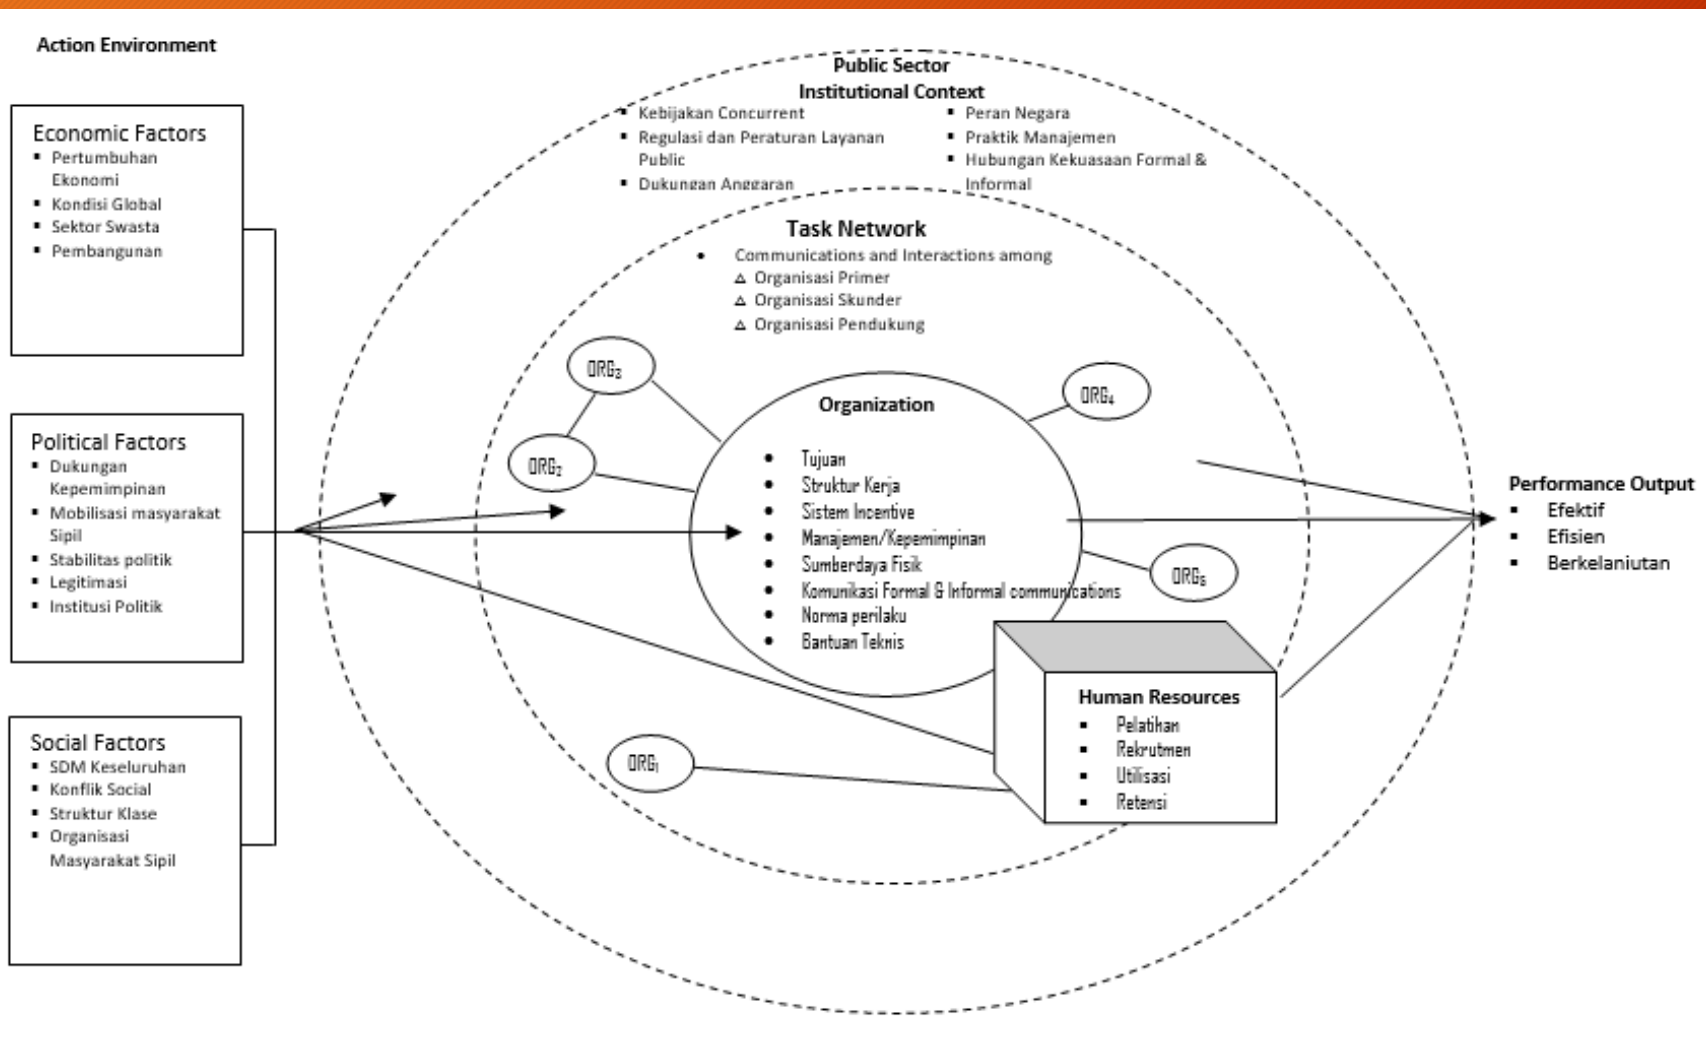 Action Environment
Economic Factors
▪ Pertumbuhan
Ekonomi
▪ Kondisi Global
▪ Sektor Swasta
▪ Pembangunan
Political Factors
▪ Dukungan
Kepemimpinan
▪ Mobilisasi masyarakat
Sipil
▪ Stabilitas politik
▪ Legitimasi
▪ Institusi Politik
Social Factors
▪ SDM Keseluruhan
▪ Konflik Social
▪ Struktur Klase
▪ Organisasi
Masyarakat Sipil
Public Sector
Institutional Context
▪ Kebijakan Concurrent
▪ Regulasi dan Peraturan Layanan
Public
▪ Dukungan Anggaran
▪ Peran Negara
▪ Praktik Manajemen
▪ Hubungan Kekuasaan Formal &
Informal
Task Network
• Communications and Interactions among
Δ Organisasi Primer
Δ Organisasi Skunder
Δ Organisasi Pendukung
ORG₃
ORG₂
ORG₄
Organization
• Tujuan
• Struktur Kerja
• Sistem Incentive
• Manajemen/Kepemimpinan
• Sumberdaya Fisik
• Komunikasi Formal & Informal communications
• Norma perilaku
• Bantuan Teknis
ORG₅
ORG₁
Human Resources
▪ Pelatihan
▪ Rekrutmen
▪ Utilisasi
▪ Retensi
Performance Output
▪ Efektif
▪ Efisien
▪ Berkelanjutan